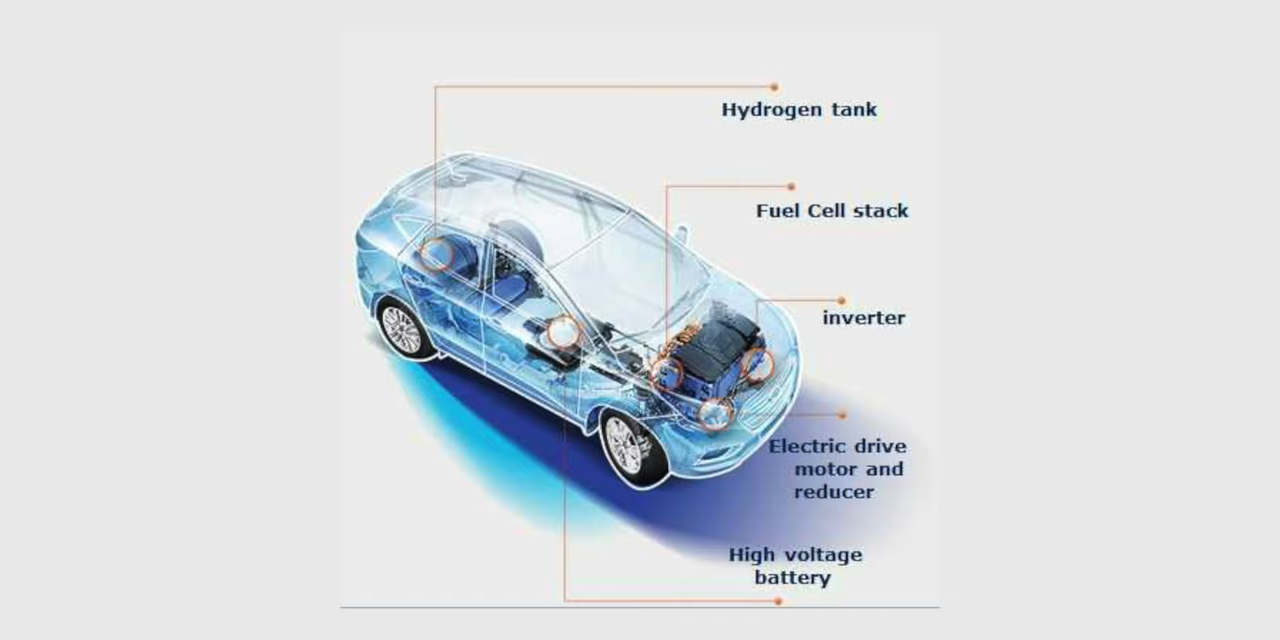 Hydrogen tank
Fuel Cell stack
inverter
Electric drive
motor and
reducer
High voltage
battery